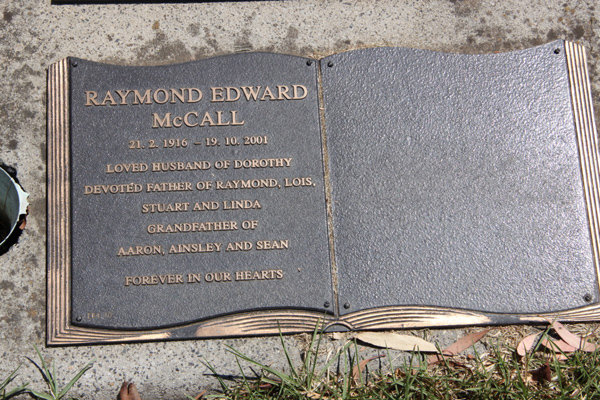 RAYMOND EDWARD
McCALL
21. 2. 1916 – 19. 10. 2001
LOVED HUSBAND OF DOROTHY
DEVOTED FATHER OF RAYMOND, LOIS,
STUART AND LINDA
GRANDFATHER OF
AARON, AINSLEY AND SEAN
FOREVER IN OUR HEARTS